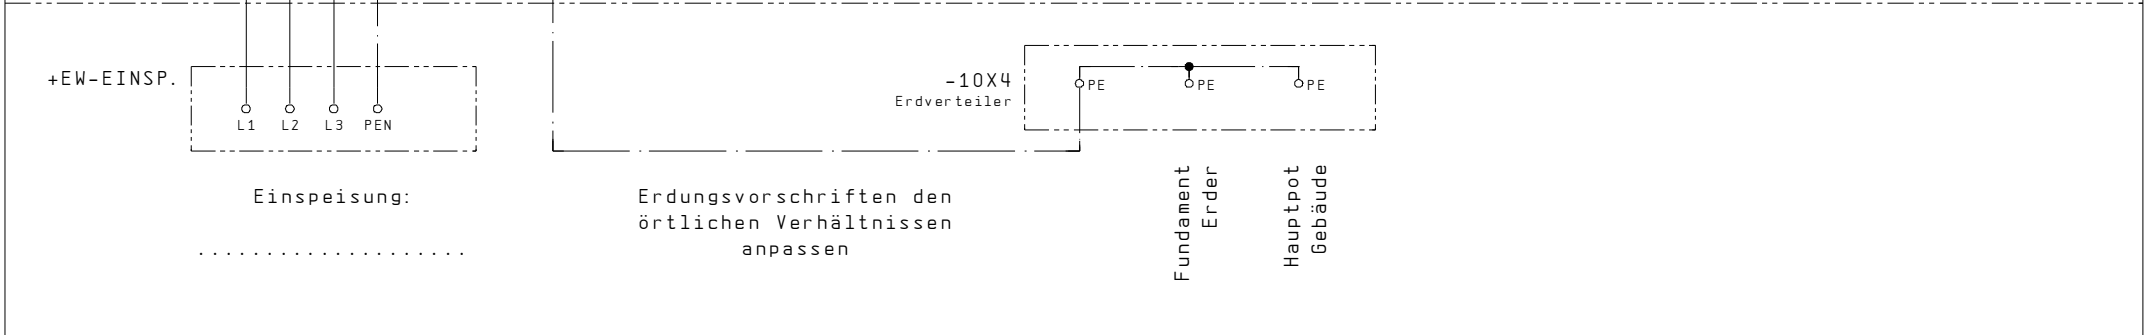 +EW-EINSP.
L1 L2 L3 PEN
Einspeisung:
....................
Erdungsvorschriften den
örtlichen Verhältnissen
anpassen
-10X4
Erdverteiler
PE PE PE
Fundament
Erder
Hauptpot
Gebäude